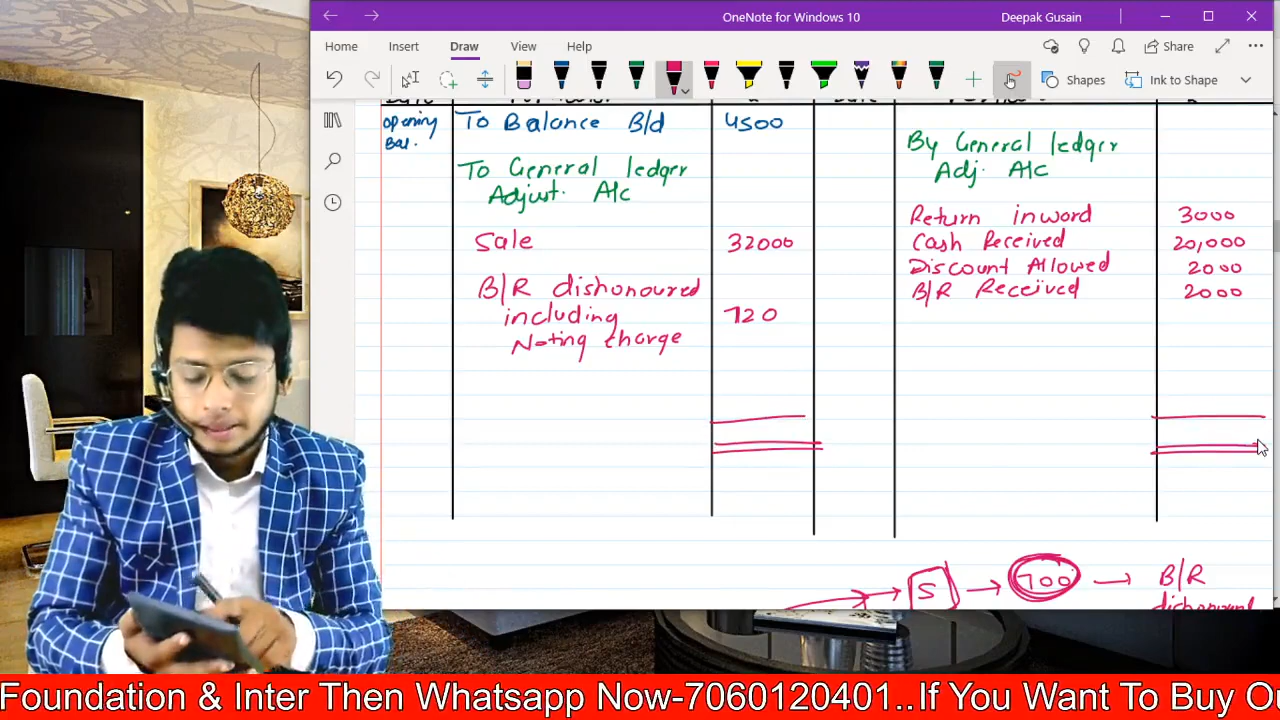 OneNote for Windows 10
Deepak Gusain
Home Insert Draw View Help
Share
Shapes
Ink to Shape
opening
Bal.
To Balance B/d 4500
To General ledger
Adjust. A/c
Sale 32000
B/R dishonoured
including 720
Noting charge
By General ledger
Adj. A/c
Return inword 3000
Cash Received 20,000
Discount Allowed 2000
B/R Received 2000
5 → 700 → B/R
Foundation & Inter Then Whatsapp Now-7060120401..If You Want To Buy Ou